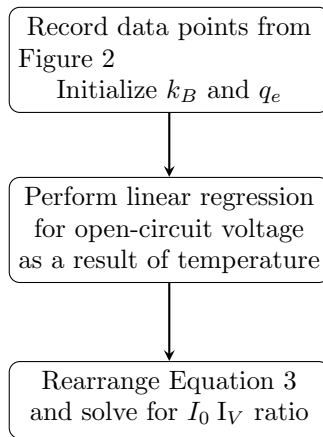 Record data points from
Figure 2
Initialize k_B and q_e
Perform linear regression
for open-circuit voltage
as a result of temperature
Rearrange Equation 3
and solve for I_0 I_V ratio